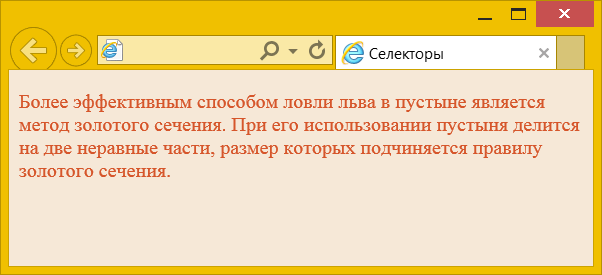 Селекторы
Более эффективным способом ловли льва в пустыне является
метод золотого сечения. При его использовании пустыня делится
на две неравные части, размер которых подчиняется правилу
золотого сечения.